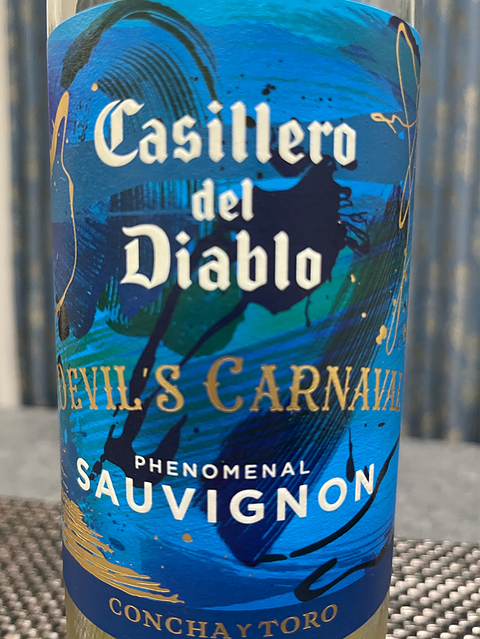 Casillero
del
Diablo
DEVIL'S CARNAVAL
PHENOMENAL
SAUVIGNON
CONCHA Y TORO